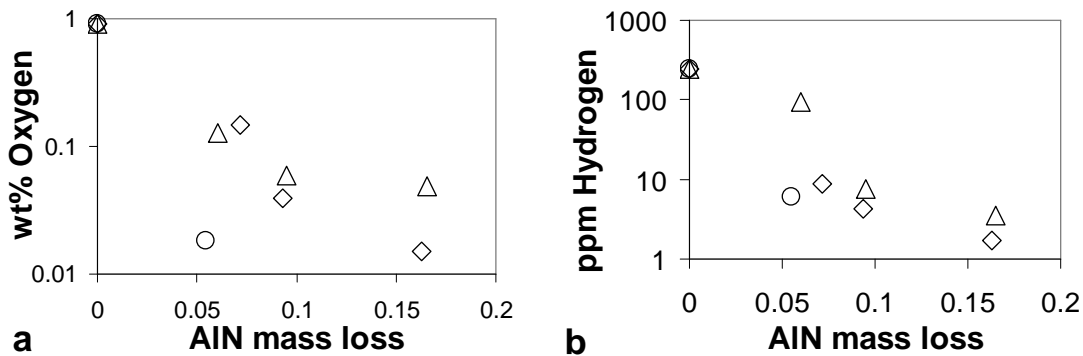 1
0.1
0.01
wt% Oxygen
0 0.05 0.1 0.15 0.2
a AlN mass loss
1000
100
10
1
ppm Hydrogen
0 0.05 0.1 0.15 0.2
b AlN mass loss